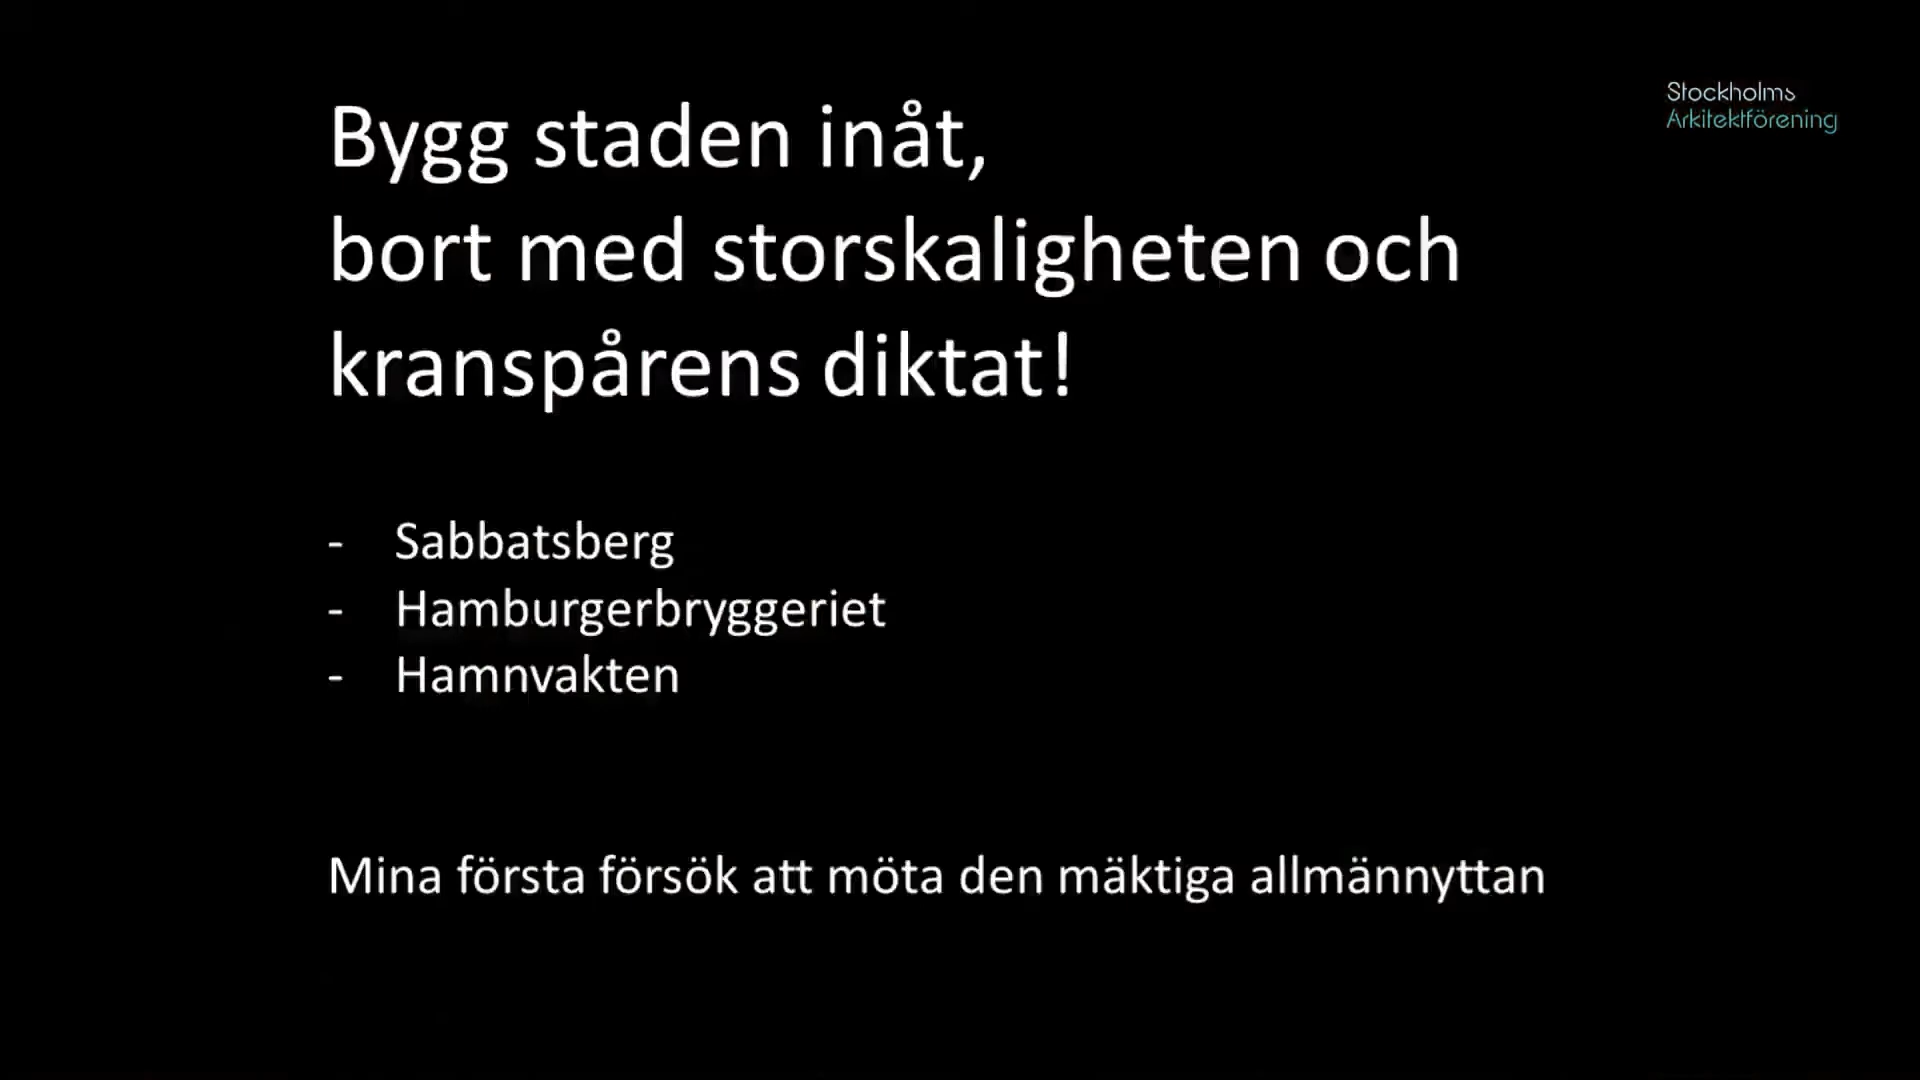 Stockholms
Arkitektförening
Bygg staden inåt,
bort med storskaligheten och
kranspårens diktat!
- Sabbatsberg
- Hamburgerbryggeriet
- Hamnvakten
Mina första försök att möta den mäktiga allmännyttan